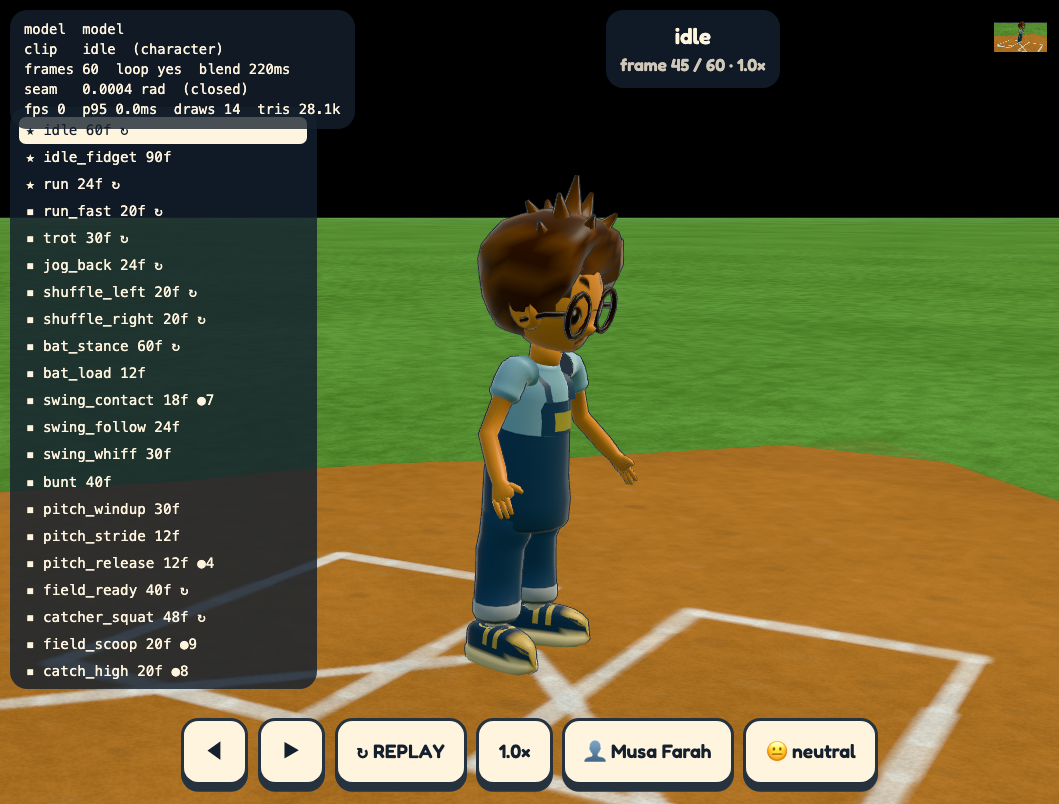 model model
clip idle (character)
frames 60 loop yes blend 220ms
seam 0.0004 rad (closed)
fps 0 p95 0.0ms draws 14 tris 28.1k
★ idle 60f ↻
★ idle_fidget 90f
★ run 24f ↻
▪ run_fast 20f ↻
▪ trot 30f ↻
▪ jog_back 24f ↻
▪ shuffle_left 20f ↻
▪ shuffle_right 20f ↻
▪ bat_stance 60f ↻
▪ bat_load 12f
▪ swing_contact 18f ●7
▪ swing_follow 24f
▪ swing_whiff 30f
▪ bunt 40f
▪ pitch_windup 30f
▪ pitch_stride 12f
▪ pitch_release 12f ●4
▪ field_ready 40f ↻
▪ catcher_squat 48f ↻
▪ field_scoop 20f ●9
▪ catch_high 20f ●8
idle
frame 45 / 60 · 1.0×
↻ REPLAY
1.0×
Musa Farah
neutral